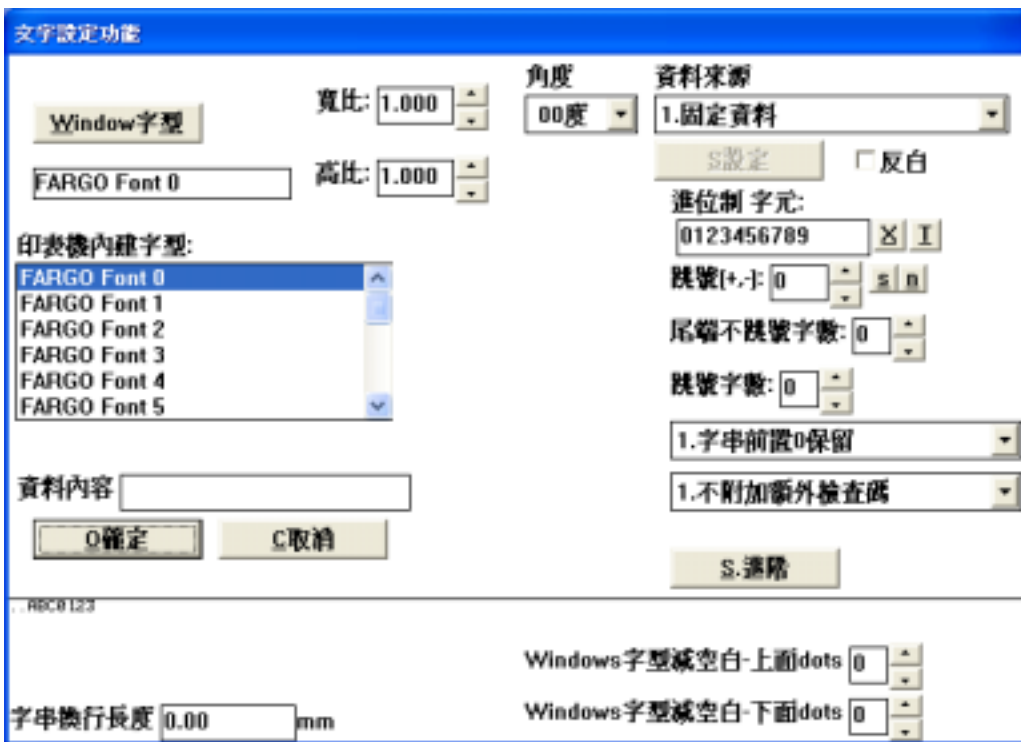 文字設定功能
Window字型
寬比: 1.000
角度
資料來源
00度
1.固定資料
FARGO Font 0
高比: 1.000
S設定
反白
進位制 字元:
0123456789 X I
印表機內建字型:
FARGO Font 0
FARGO Font 1
FARGO Font 2
FARGO Font 3
FARGO Font 4
FARGO Font 5
跳號[+,-]: 0 s n
尾端不跳號字數: 0
跳號字數: 0
1.字串前置0保留
1.不附加額外檢查碼
資料內容
O確定
C取消
S.進階
..ABC0123
Windows字型減空白-上面dots 0
字串換行長度 0.00 mm
Windows字型減空白-下面dots 0